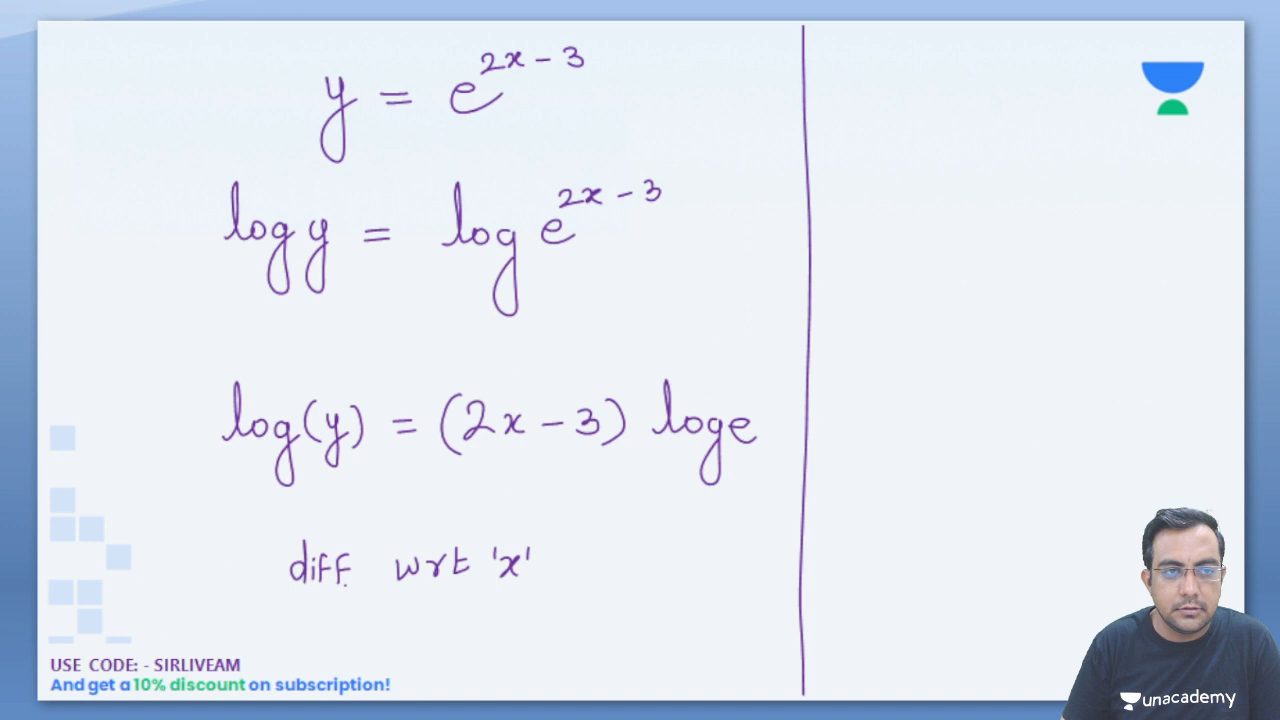 y = e^{2x - 3}
log y = log e^{2x - 3}
log(y) = (2x - 3) loge
diff. wrt 'x'
USE CODE: - SIRLIVEAM
And get a 10% discount on subscription!
unacademy